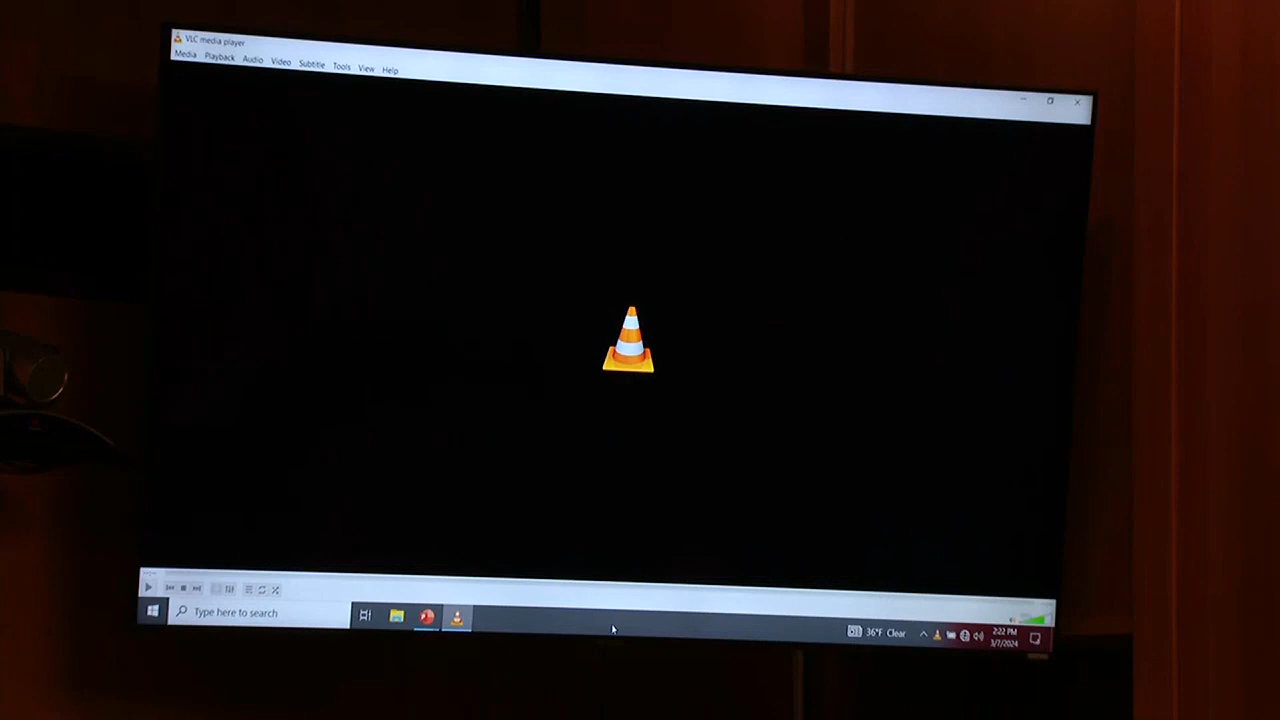 VLC media player
Media Playback Audio Video Subtitle Tools View Help
Type here to search
36°F Clear
2:22 PM
3/7/2024